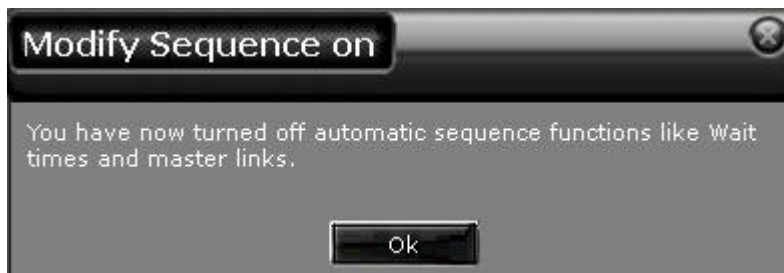 Modify Sequence on
You have now turned off automatic sequence functions like Wait
times and master links.
Ok